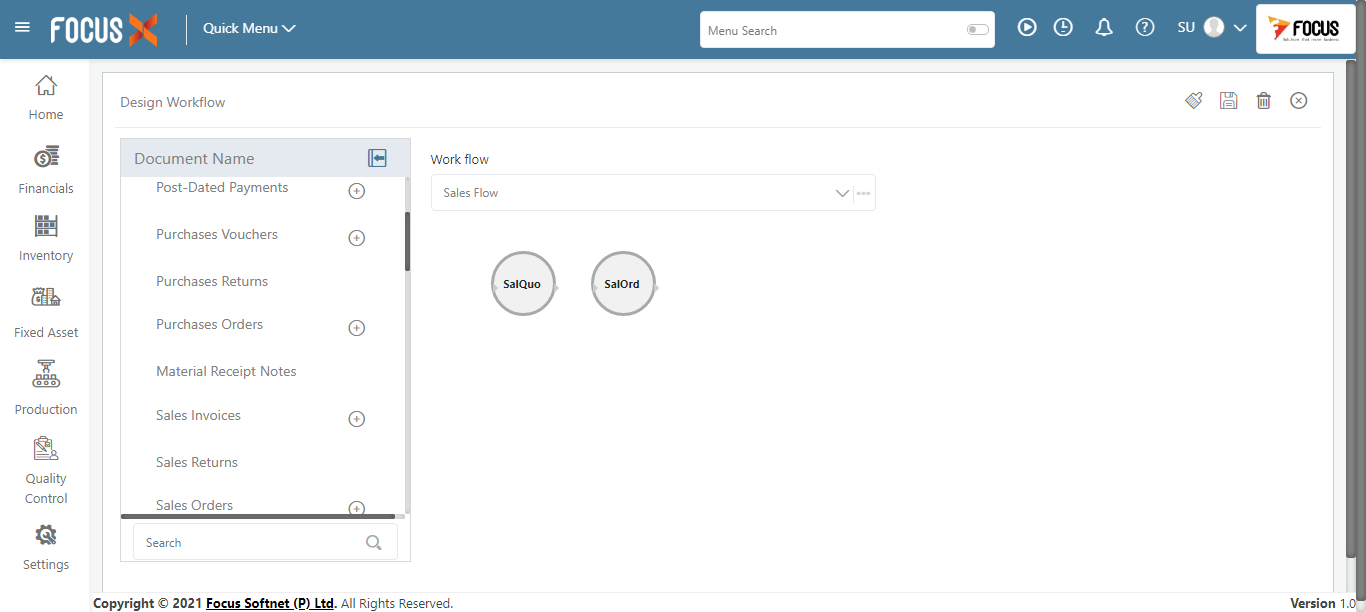 FOCUS X
Quick Menu
Menu Search
SU
FOCUS
Home
Financials
Inventory
Fixed Asset
Production
Quality
Control
Settings
Design Workflow
Document Name
Post-Dated Payments
Purchases Vouchers
Purchases Returns
Purchases Orders
Material Receipt Notes
Sales Invoices
Sales Returns
Sales Orders
Search
Work flow
Sales Flow
SalQuo
SalOrd
Copyright © 2021 Focus Softnet (P) Ltd. All Rights Reserved.
Version 1.0